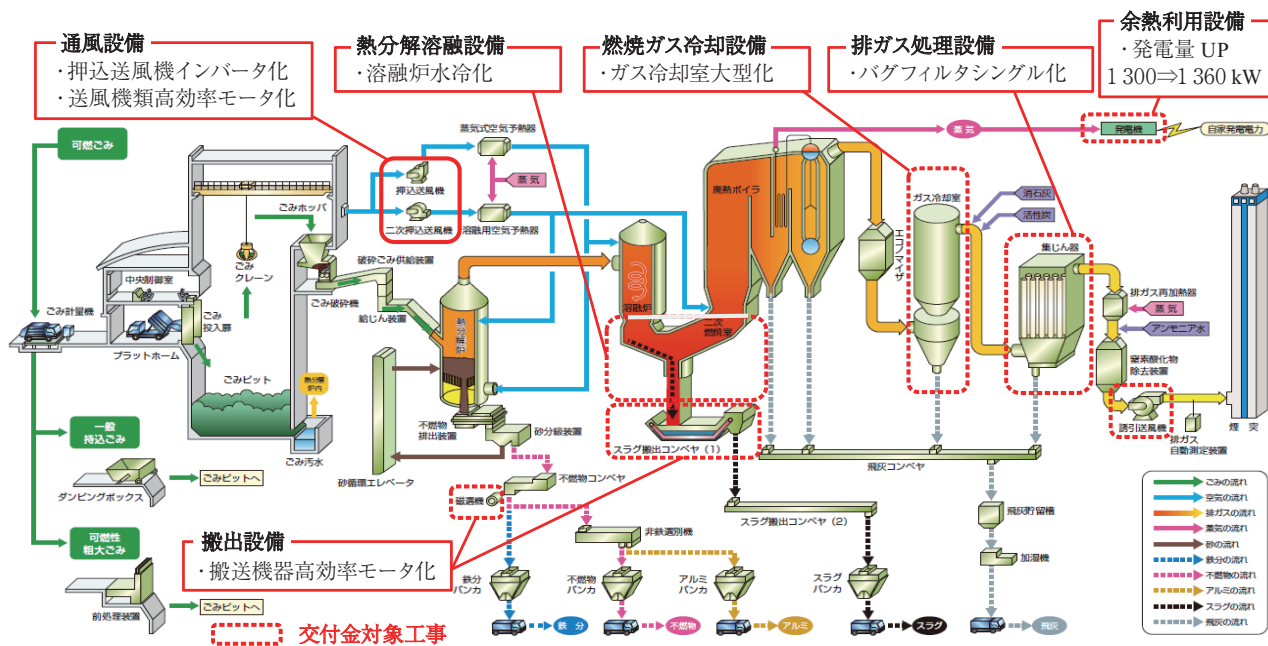 通風設備
・押込送風機インバータ化
・送風機類高効率モータ化
熱分解溶融設備
・溶融炉水冷化
燃焼ガス冷却設備
・ガス冷却室大型化
排ガス処理設備
・バグフィルタシングル化
余熱利用設備
・発電量 UP
1 300⇒1 360 kW
可燃ごみ
蒸気式空気予熱器
押込送風機
蒸気
二次押込送風機
溶融用空気予熱器
蒸気
発電機
自家発電電力
ごみホッパ
ごみ
クレーン
破砕ごみ供給装置
ごみ破砕機
給じん装置
中央制御室
ごみ計量機
ごみ
投入扉
プラットホーム
ごみピット
熱分解
炉内
ごみ汚水
熱分解炉
溶融炉
廃熱ボイラ
二次
燃焼室
エコノマイザ
ガス冷却室
消石灰
活性炭
集じん器
排ガス再加熱器
蒸気
アンモニア水
窒素酸化物
除去装置
誘引送風機
排ガス
自動測定装置
煙突
一般
持込ごみ
ダンピングボックス
ごみピットへ
可燃性
粗大ごみ
前処理装置
ごみピットへ
不燃物
排出装置
砂分級装置
砂循環エレベータ
不燃物コンベヤ
磁選機
スラグ搬出コンベヤ（1）
飛灰コンベヤ
非鉄選別機
スラグ搬出コンベヤ（2）
飛灰貯留槽
加湿機
搬出設備
・搬送機器高効率モータ化
鉄分
バンカ
不燃物
バンカ
アルミ
バンカ
スラグ
バンカ
鉄分
不燃物
アルミ
スラグ
飛灰
交付金対象工事
ごみの流れ
空気の流れ
排ガスの流れ
蒸気の流れ
砂の流れ
鉄分の流れ
不燃物の流れ
アルミの流れ
スラグの流れ
飛灰の流れ